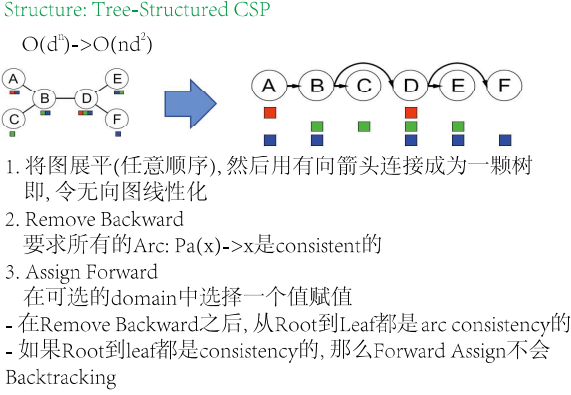 Structure: Tree-Structured CSP
O(dⁿ)->O(nd²)
A
B
C
D
E
F
A B C D E F
1. 将图展平(任意顺序), 然后用有向箭头连接成为一颗树
即, 令无向图线性化
2. Remove Backward
要求所有的Arc: Pa(x)->x是consistent的
3. Assign Forward
在可选的domain中选择一个值赋值
- 在Remove Backward之后, 从Root到Leaf都是arc consistency的
- 如果Root到leaf都是consistency的, 那么Forward Assign不会
Backtracking